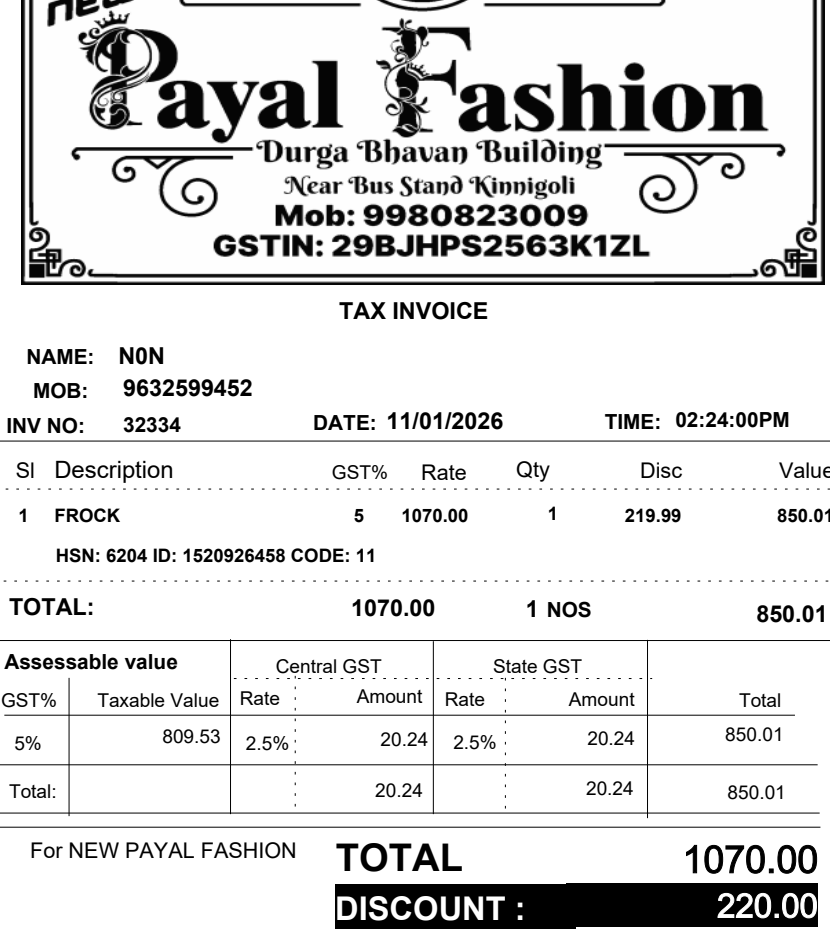 new
Payal Fashion
Durga Bhavan Building
Near Bus Stand Kinnigoli
Mob: 9980823009
GSTIN: 29BJHPS2563K1ZL
TAX INVOICE
NAME: N0N
MOB: 9632599452
INV NO: 32334 DATE: 11/01/2026 TIME: 02:24:00PM
Sl Description GST% Rate Qty Disc Value
1 FROCK 5 1070.00 1 219.99 850.01
HSN: 6204 ID: 1520926458 CODE: 11
TOTAL: 1070.00 1 NOS 850.01
Assessable value Central GST State GST
GST% Taxable Value Rate Amount Rate Amount Total
5% 809.53 2.5% 20.24 2.5% 20.24 850.01
Total: 20.24 20.24 850.01
For NEW PAYAL FASHION TOTAL 1070.00
DISCOUNT : 220.00